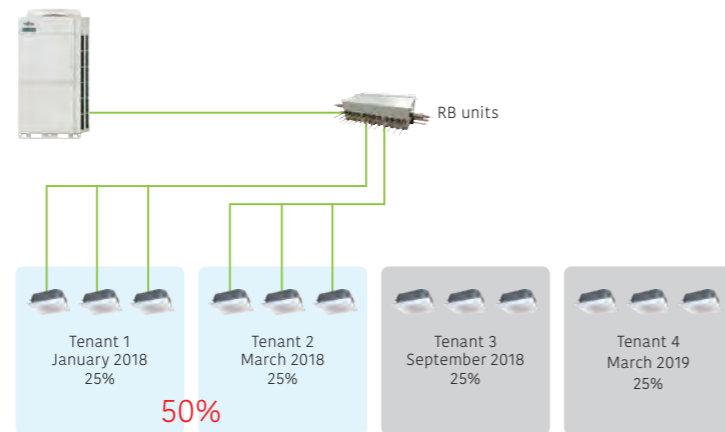 RB units
Tenant 1
January 2018
25%
Tenant 2
March 2018
25%
Tenant 3
September 2018
25%
Tenant 4
March 2019
25%
50%